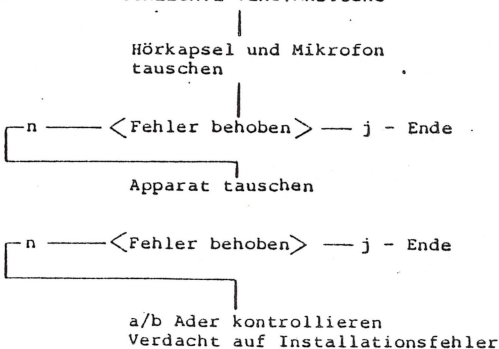 Hörkapsel und Mikrofon
tauschen
n <Fehler behoben> j - Ende
Apparat tauschen
n <Fehler behoben> j - Ende
a/b Ader kontrollieren
Verdacht auf Installationsfehler